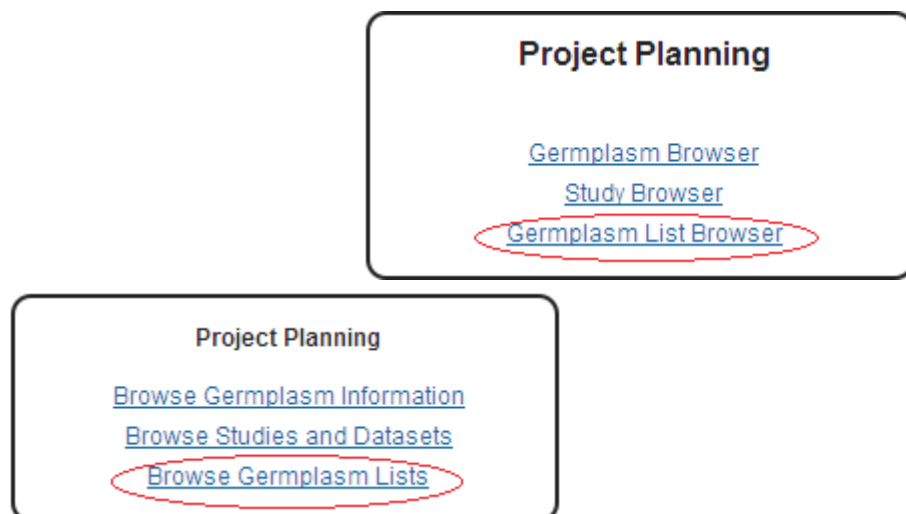 Project Planning
Germplasm Browser
Study Browser
Germplasm List Browser
Project Planning
Browse Germplasm Information
Browse Studies and Datasets
Browse Germplasm Lists